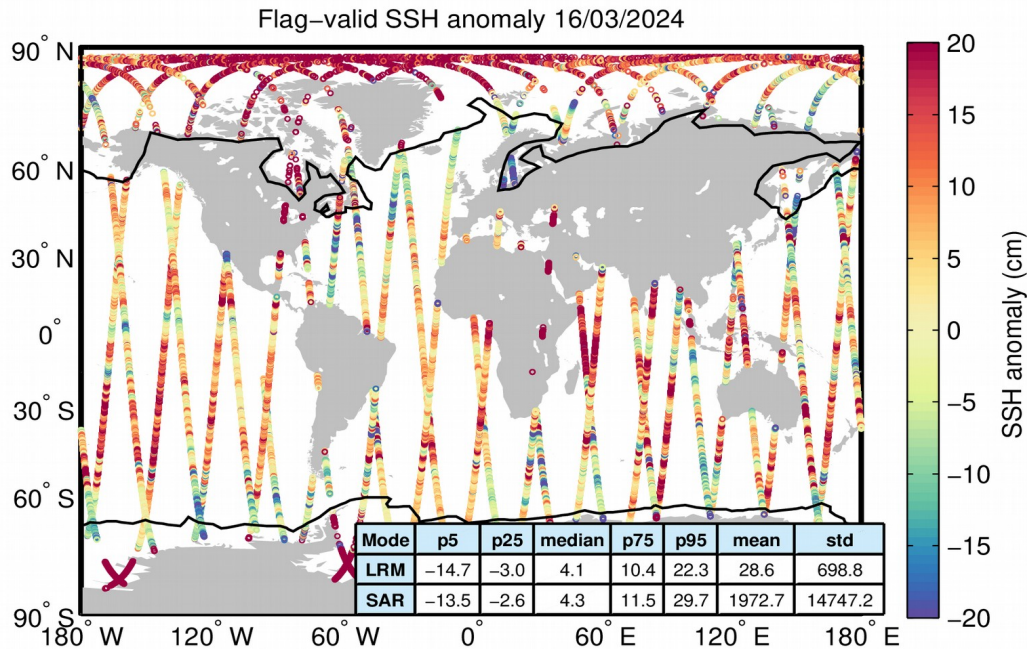 Flag−valid SSH anomaly 16/03/2024
90° N
60° N
30° N
0°
30° S
60° S
90° S
180° W 120° W 60° W 0° 60° E 120° E 180° E
Mode p5 p25 median p75 p95 mean std
LRM −14.7 −3.0 4.1 10.4 22.3 28.6 698.8
SAR −13.5 −2.6 4.3 11.5 29.7 1972.7 14747.2
20
15
10
5
0
−5
−10
−15
−20
SSH anomaly (cm)